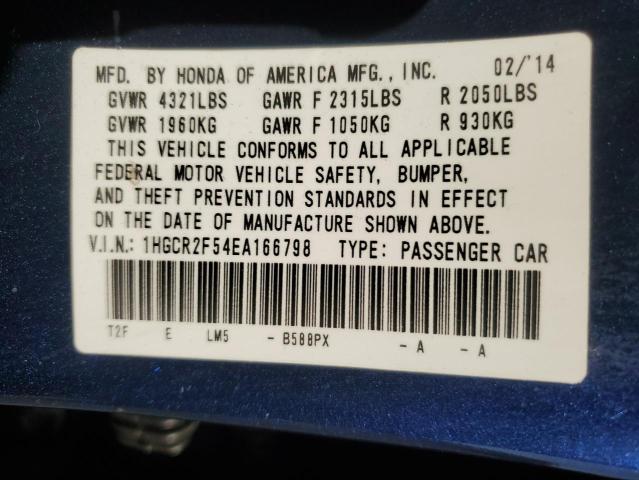 MFD. BY HONDA OF AMERICA MFG., INC. 02/'14
GVWR 4321LBS GAWR F 2315LBS R 2050LBS
GVWR 1960KG GAWR F 1050KG R 930KG
THIS VEHICLE CONFORMS TO ALL APPLICABLE
FEDERAL MOTOR VEHICLE SAFETY, BUMPER,
AND THEFT PREVENTION STANDARDS IN EFFECT
ON THE DATE OF MANUFACTURE SHOWN ABOVE.
V.I.N.: 1HGCR2F54EA166798 TYPE: PASSENGER CAR
T2F E LM5 - B588PX - A - A